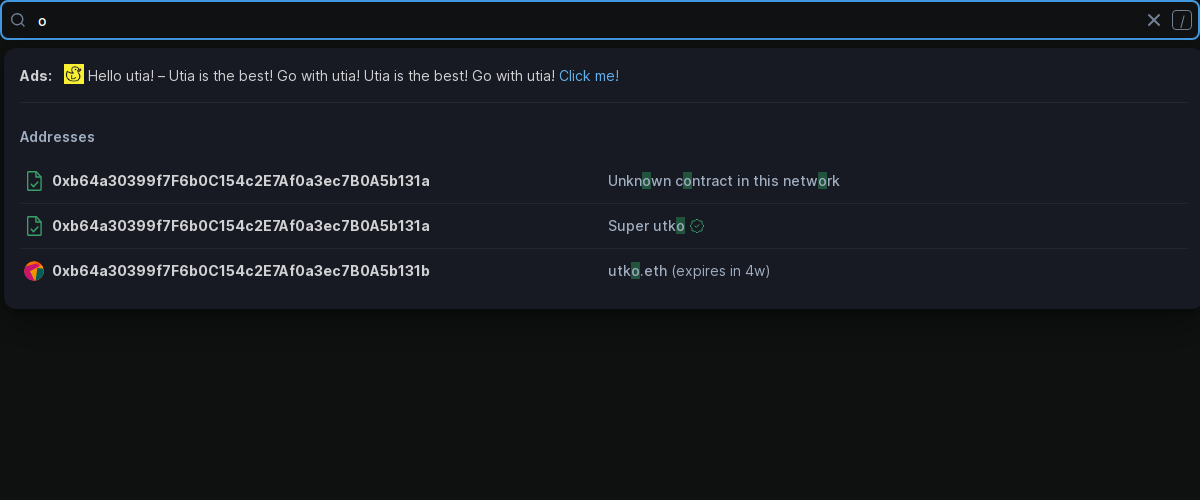 o /
Ads: Hello utia! – Utia is the best! Go with utia! Utia is the best! Go with utia! Click me!
Addresses
0xb64a30399f7F6b0C154c2E7Af0a3ec7B0A5b131a Unknown contract in this network
0xb64a30399f7F6b0C154c2E7Af0a3ec7B0A5b131a Super utko
0xb64a30399f7F6b0C154c2E7Af0a3ec7B0A5b131b utko.eth (expires in 4w)